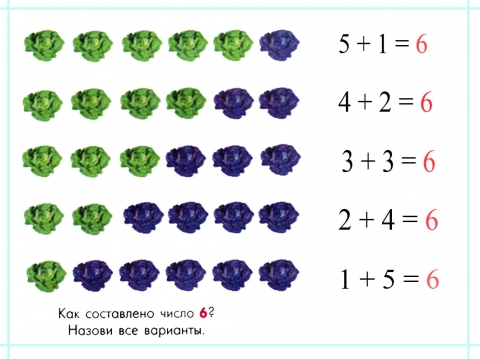 5 + 1 = 6
4 + 2 = 6
3 + 3 = 6
2 + 4 = 6
1 + 5 = 6
Как составлено число 6?
Назови все варианты.